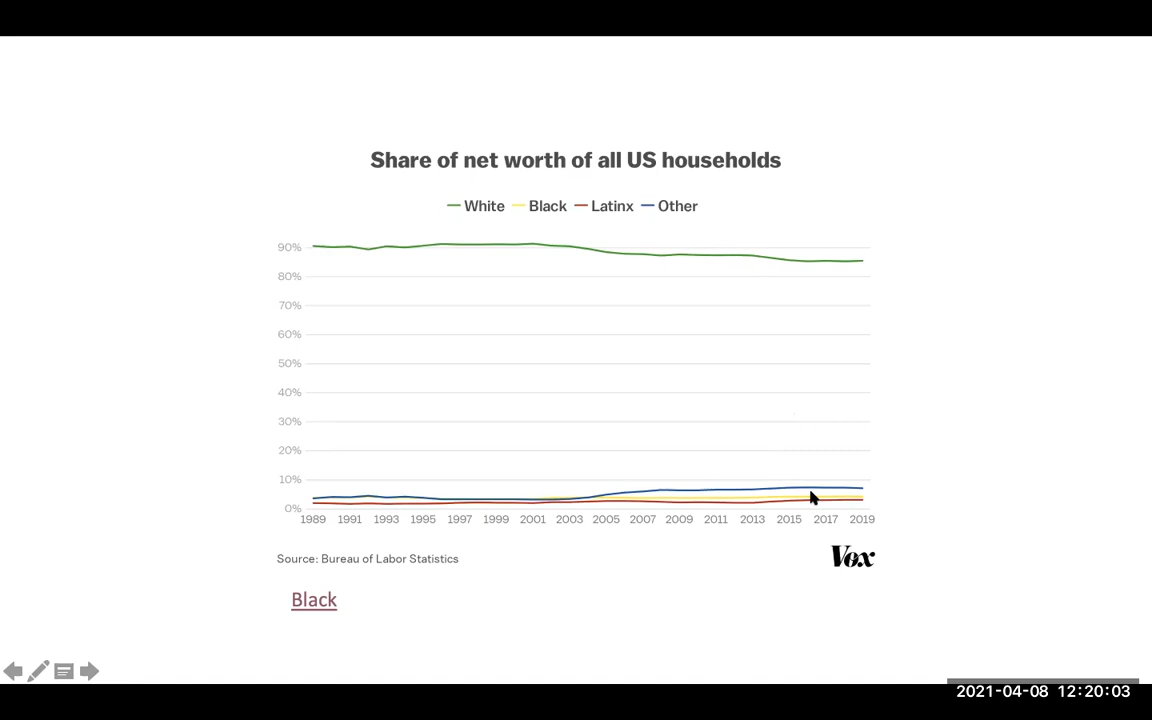 Share of net worth of all US households
White Black Latinx Other
90%
80%
70%
60%
50%
40%
30%
20%
10%
0%
1989 1991 1993 1995 1997 1999 2001 2003 2005 2007 2009 2011 2013 2015 2017 2019
Source: Bureau of Labor Statistics
Vox
Black
2021-04-08 12:20:03